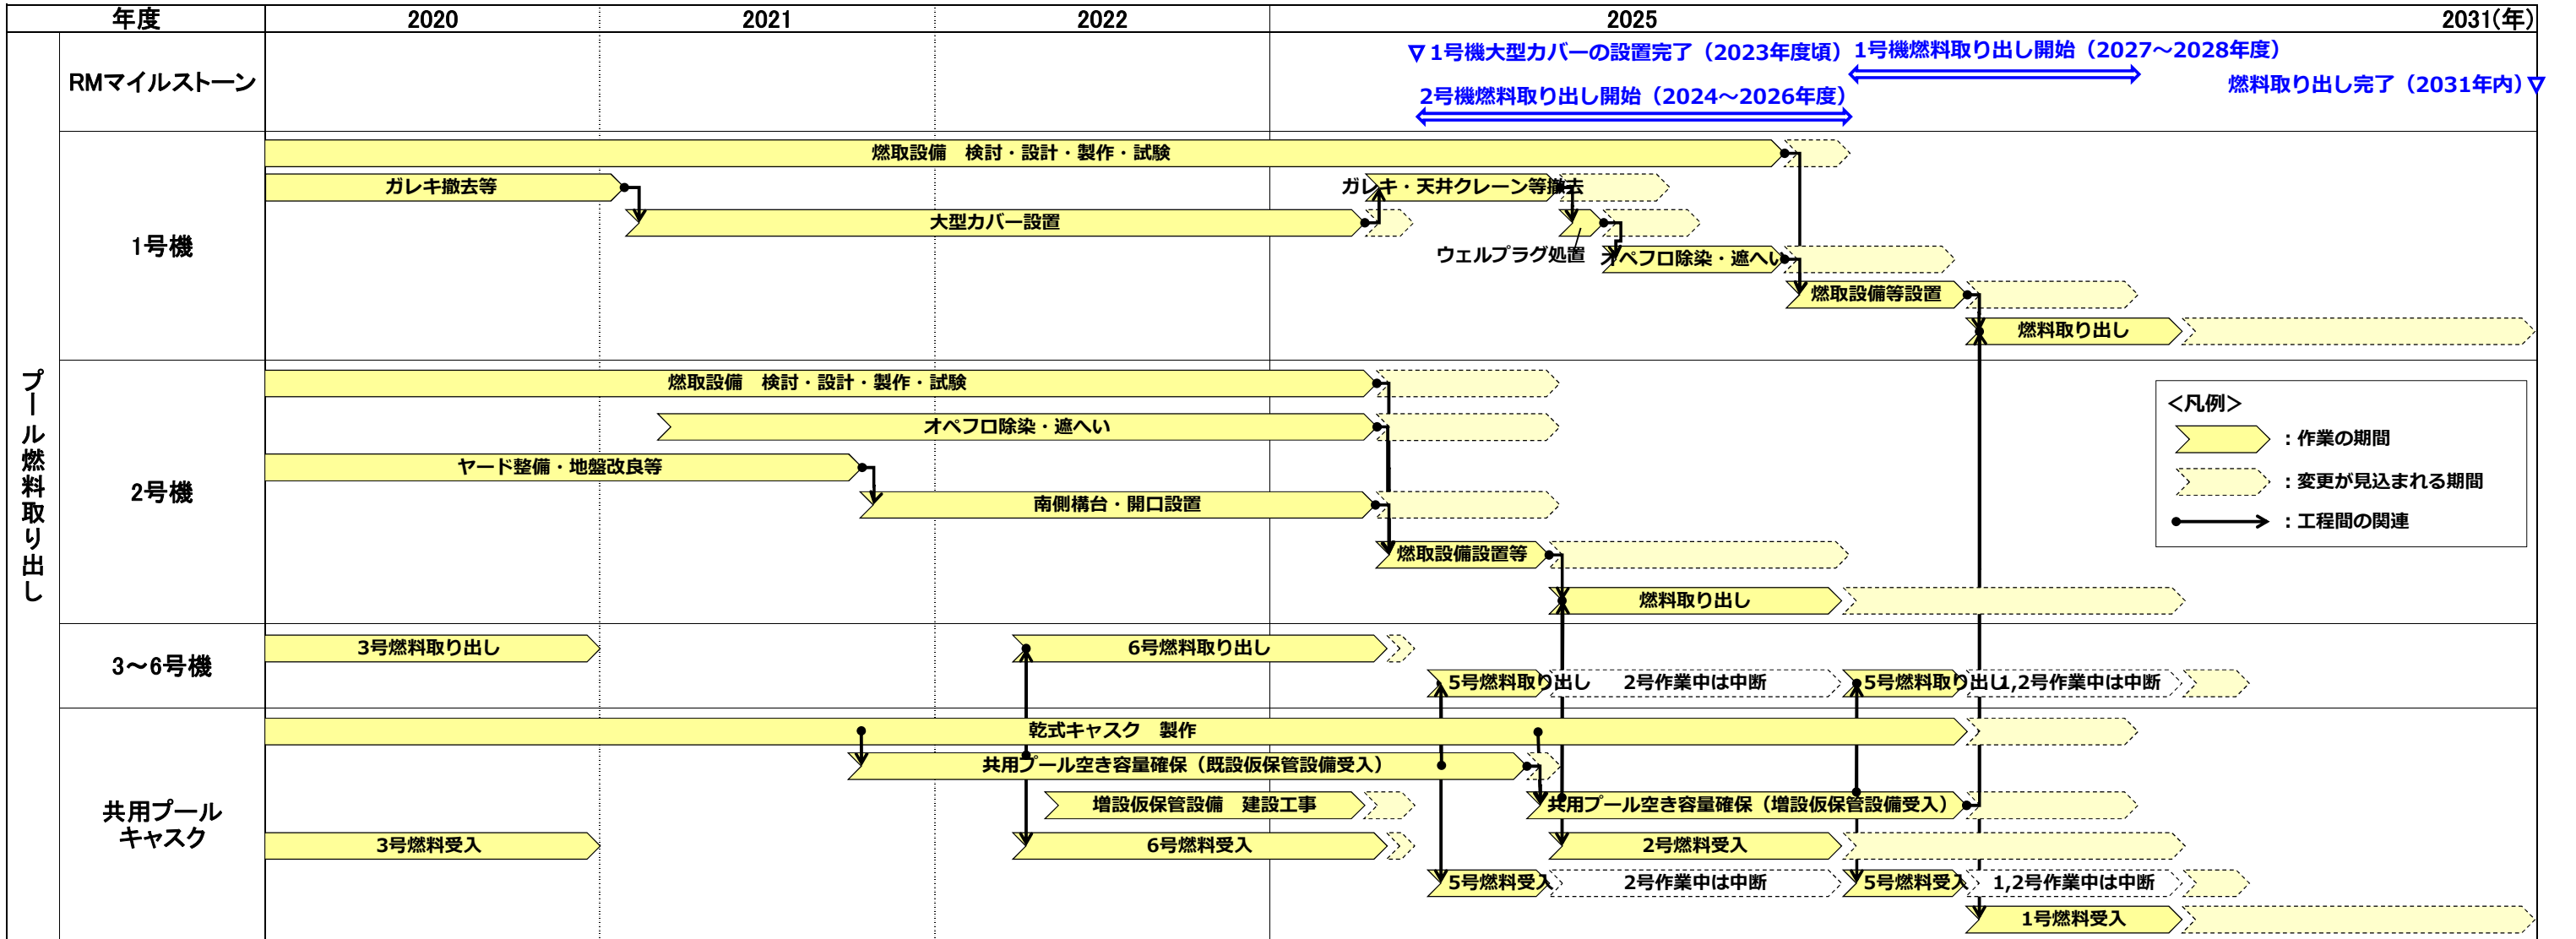 年度 2020 2021 2022 2025 2031(年)
プール燃料取り出し
RMマイルストーン
▽1号機大型カバーの設置完了（2023年度頃）
1号機燃料取り出し開始（2027～2028年度）
燃料取り出し完了（2031年内）▽
2号機燃料取り出し開始（2024～2026年度）
1号機
燃取設備　検討・設計・製作・試験
ガレキ撤去等
ガレキ・天井クレーン等撤去
大型カバー設置
ウェルプラグ処置
オペフロ除染・遮へい
燃取設備等設置
燃料取り出し
2号機
燃取設備　検討・設計・製作・試験
オペフロ除染・遮へい
ヤード整備・地盤改良等
南側構台・開口設置
燃取設備設置等
燃料取り出し
＜凡例＞
：作業の期間
：変更が見込まれる期間
：工程間の関連
3～6号機
3号燃料取り出し
6号燃料取り出し
5号燃料取り出し
2号作業中は中断
5号燃料取り出し
1,2号作業中は中断
共用プール
キャスク
乾式キャスク　製作
共用プール空き容量確保（既設仮保管設備受入）
増設仮保管設備　建設工事
共用プール空き容量確保（増設仮保管設備受入）
3号燃料受入
6号燃料受入
2号燃料受入
5号燃料受入
2号作業中は中断
5号燃料受入
1,2号作業中は中断
1号燃料受入